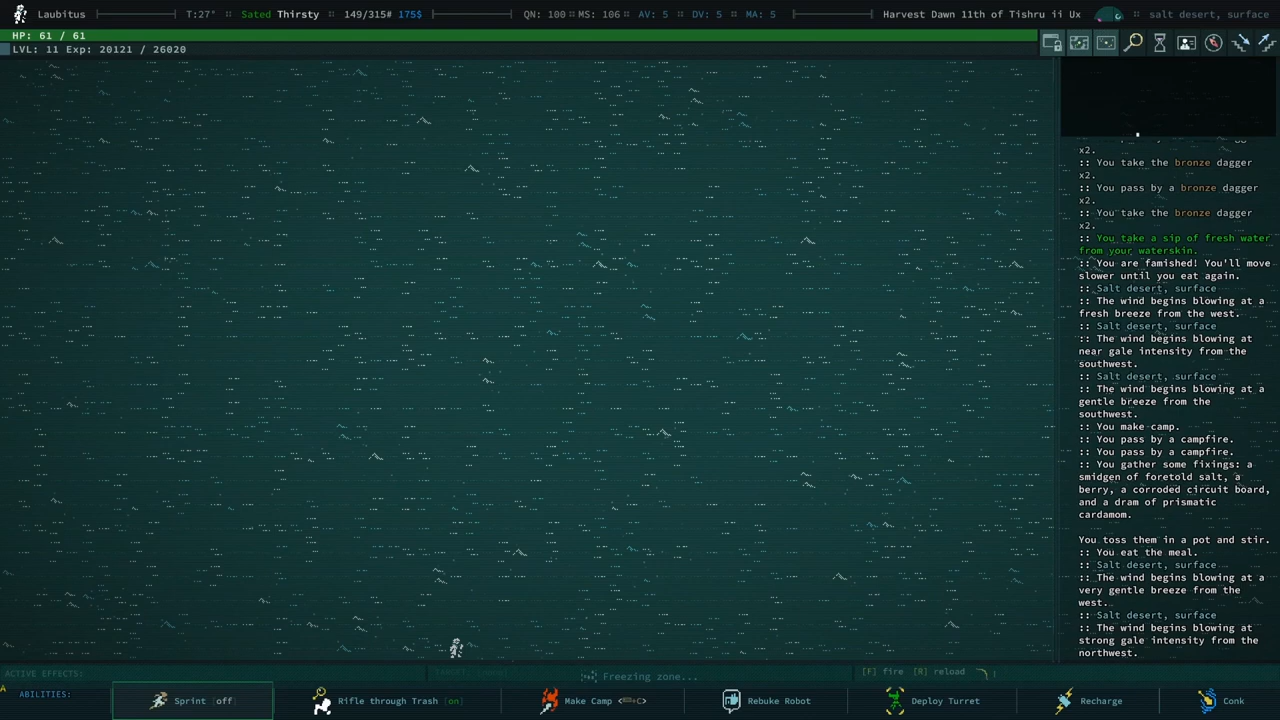 Laubitus
T:27° :: Sated Thirsty :: 149/315# 175$
QN: 100 :: MS: 106 :: AV: 5 :: DV: 5 :: MA: 5
Harvest Dawn 11th of Tishru ii Ux
:: salt desert, surface
HP: 61 / 61
LVL: 11 Exp: 20121 / 26020
x2.
:: You take the bronze dagger
x2.
:: You pass by a bronze dagger
x2.
:: You take the bronze dagger
x2.
:: You take a sip of fresh water
from your waterskin.
:: You are famished! You'll move
slower until you eat again.
:: Salt desert, surface
:: The wind begins blowing at a
fresh breeze from the west.
:: Salt desert, surface
:: The wind begins blowing at
near gale intensity from the
southwest.
:: Salt desert, surface
:: The wind begins blowing at a
gentle breeze from the
southwest.
:: You make camp.
:: You pass by a campfire.
:: You pass by a campfire.
:: You gather some fixings: a
smidgen of foretold salt, a
berry, a corroded circuit board,
and a dram of prismatic
cardamom.
You toss them in a pot and stir.
:: You eat the meal.
:: Salt desert, surface
:: The wind begins blowing at a
very gentle breeze from the
west.
:: Salt desert, surface
:: The wind begins blowing at
strong gale intensity from the
northwest.
ACTIVE EFFECTS:
Freezing zone...
[F] fire [R] reload
A
ABILITIES:
Sprint [off]
Rifle through Trash [on]
Make Camp
Rebuke Robot
Deploy Turret
Recharge
Conk